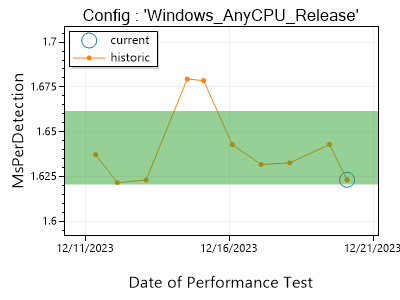 Config : 'Windows_AnyCPU_Release'
current
historic
1.7
1.675
1.65
1.625
1.6
MsPerDetection
12/11/2023
12/16/2023
12/21/2023
Date of Performance Test